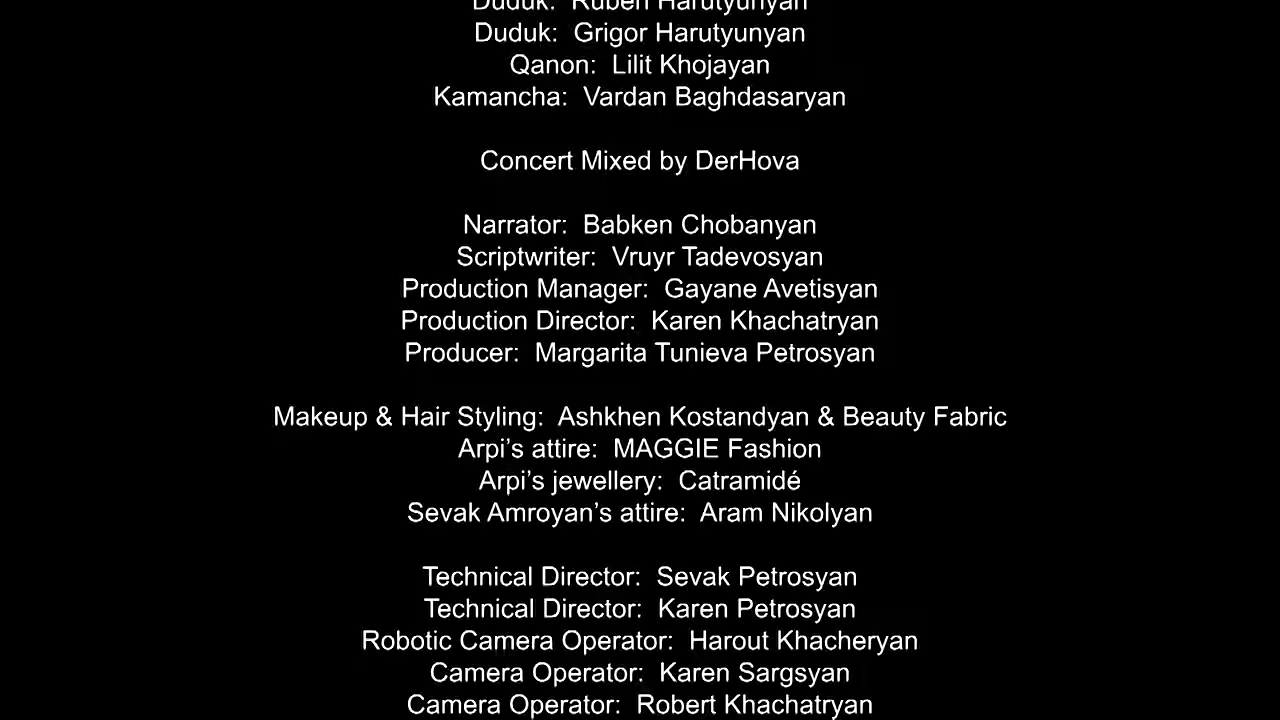 Duduk:  Ruben Harutyunyan
Duduk:  Grigor Harutyunyan
Qanon:  Lilit Khojayan
Kamancha:  Vardan Baghdasaryan
Concert Mixed by DerHova
Narrator:  Babken Chobanyan
Scriptwriter:  Vruyr Tadevosyan
Production Manager:  Gayane Avetisyan
Production Director:  Karen Khachatryan
Producer:  Margarita Tunieva Petrosyan
Makeup & Hair Styling:  Ashkhen Kostandyan & Beauty Fabric
Arpi’s attire:  MAGGIE Fashion
Arpi’s jewellery:  Catramidé
Sevak Amroyan’s attire:  Aram Nikolyan
Technical Director:  Sevak Petrosyan
Technical Director:  Karen Petrosyan
Robotic Camera Operator:  Harout Khacheryan
Camera Operator:  Karen Sargsyan
Camera Operator:  Robert Khachatryan